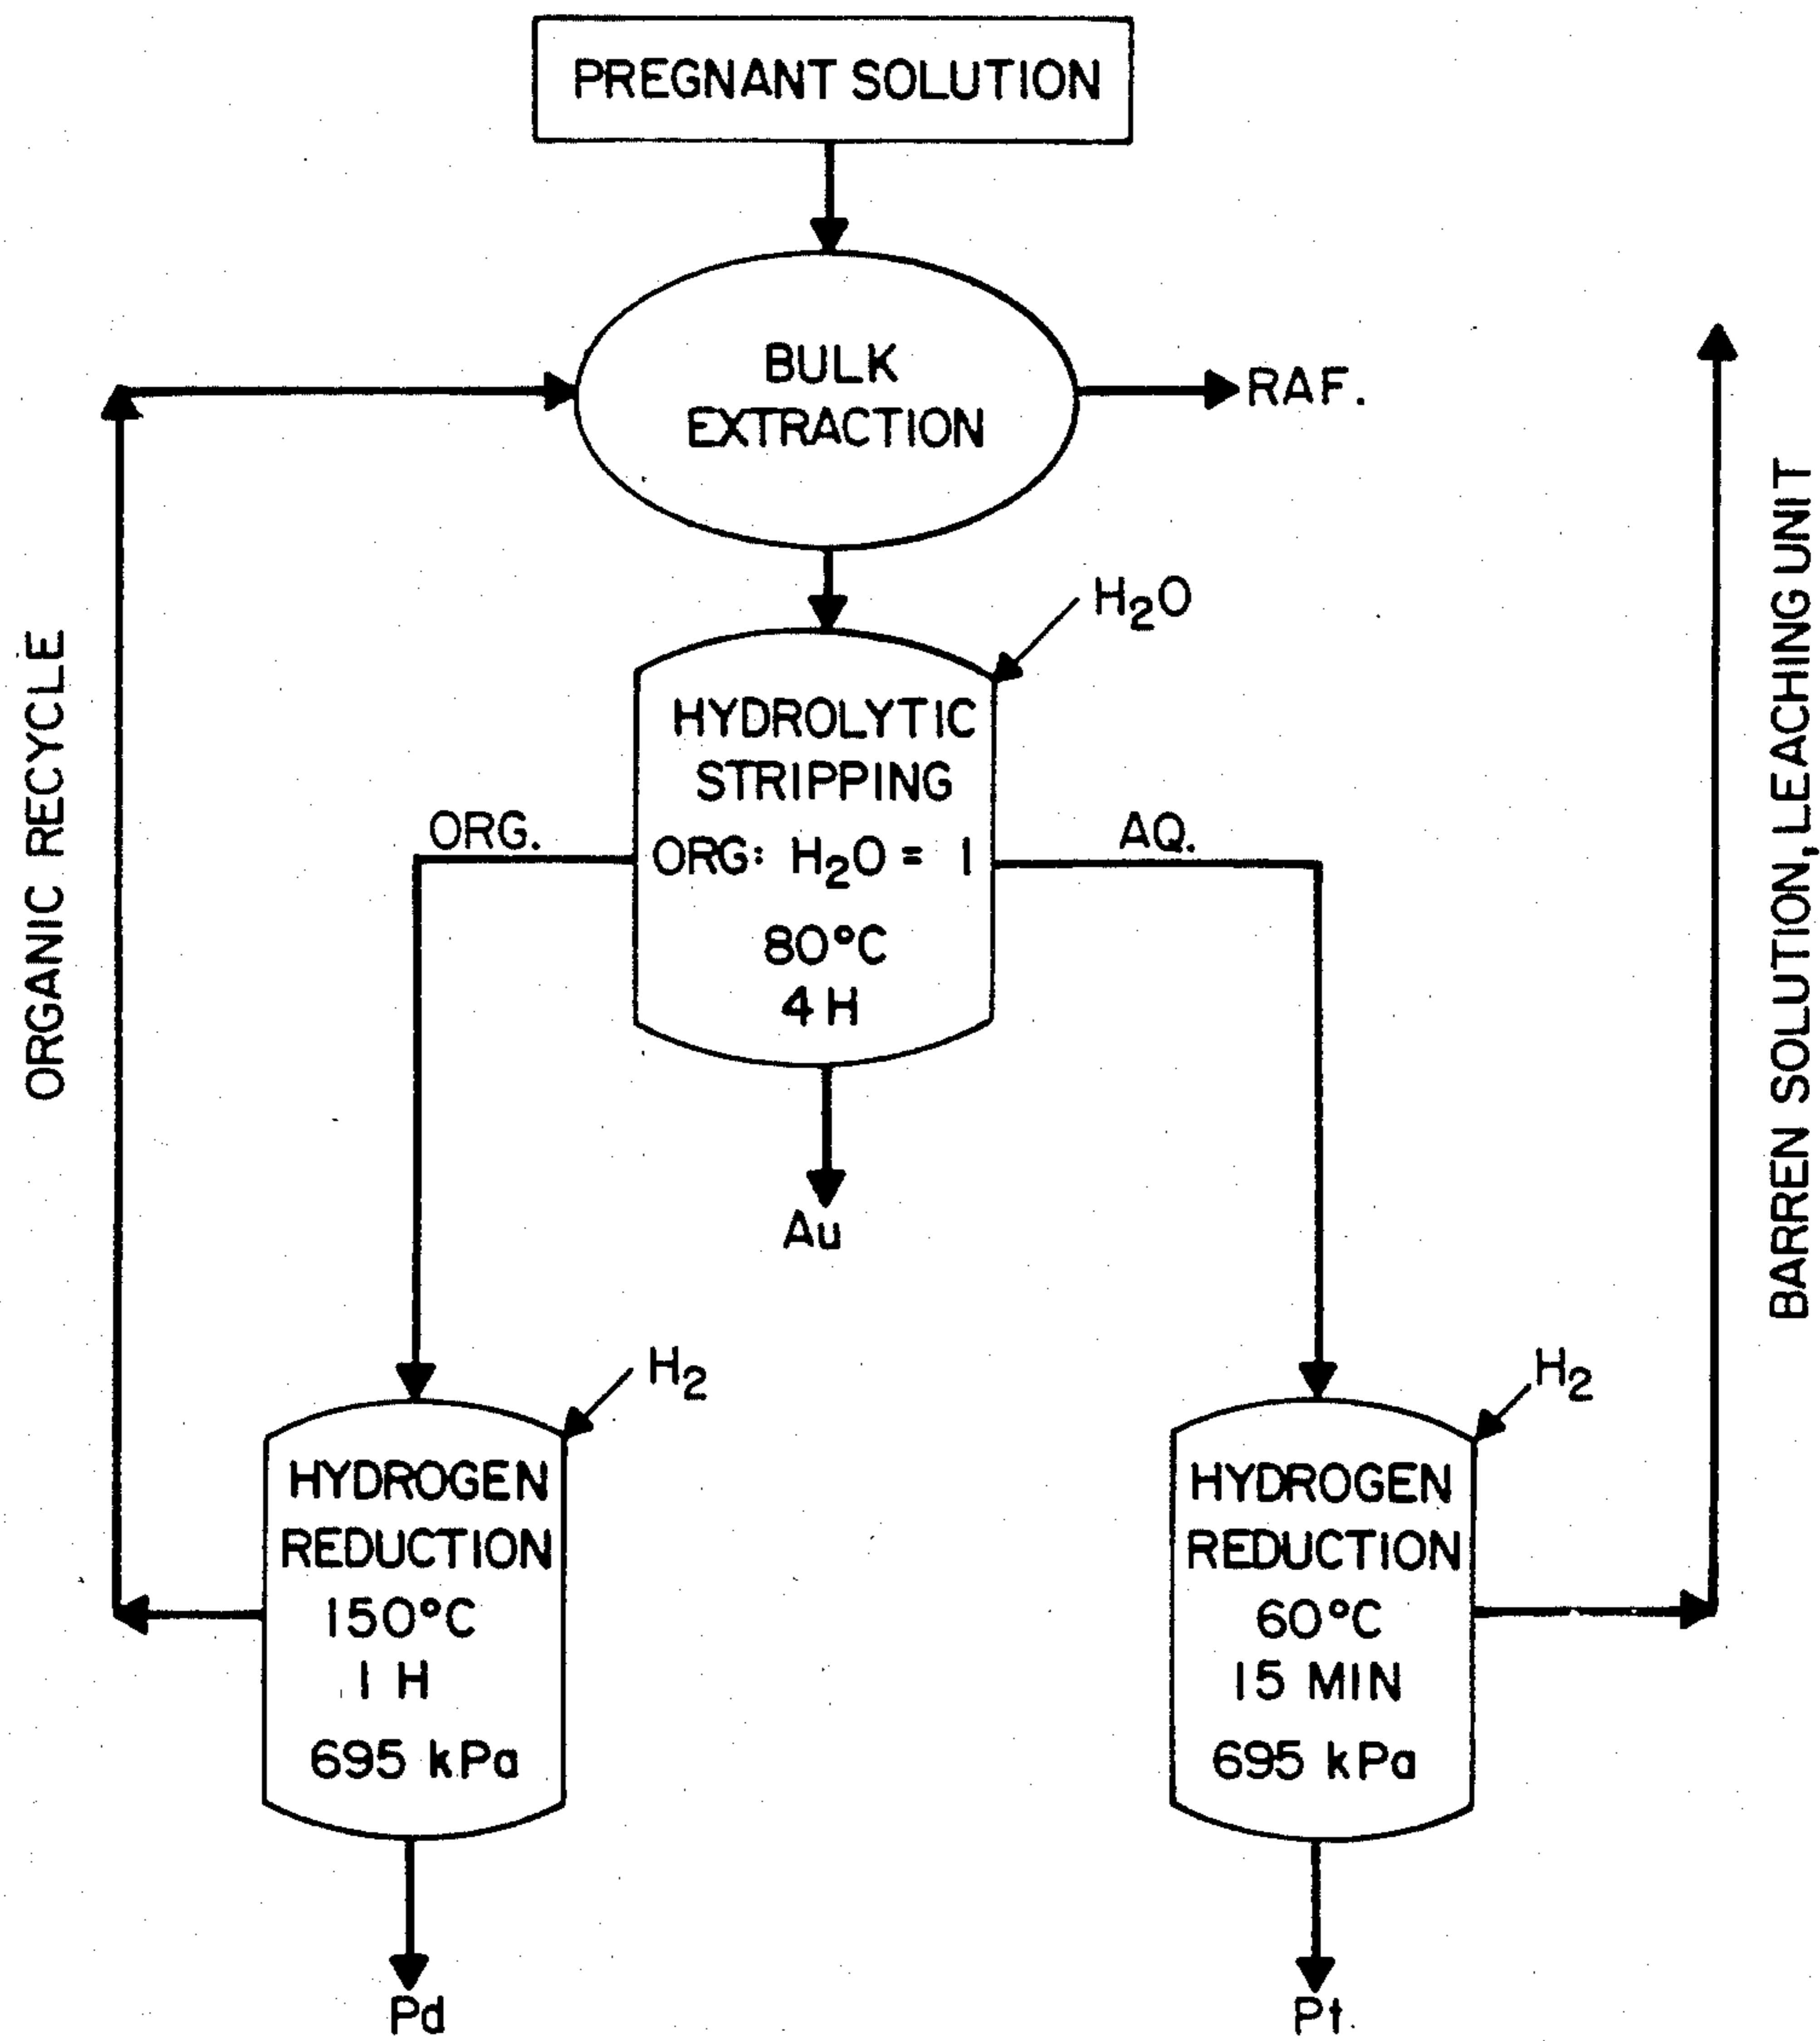 PREGNANT SOLUTION
BULK
EXTRACTION
RAF.
H₂O
HYDROLYTIC
STRIPPING
ORG: H₂O = 1
80°C
4 H
ORG.
AQ.
Au
ORGANIC RECYCLE
BARREN SOLUTION, LEACHING UNIT
H₂
HYDROGEN
REDUCTION
150°C
1 H
695 kPa
Pd
H₂
HYDROGEN
REDUCTION
60°C
15 MIN
695 kPa
Pt